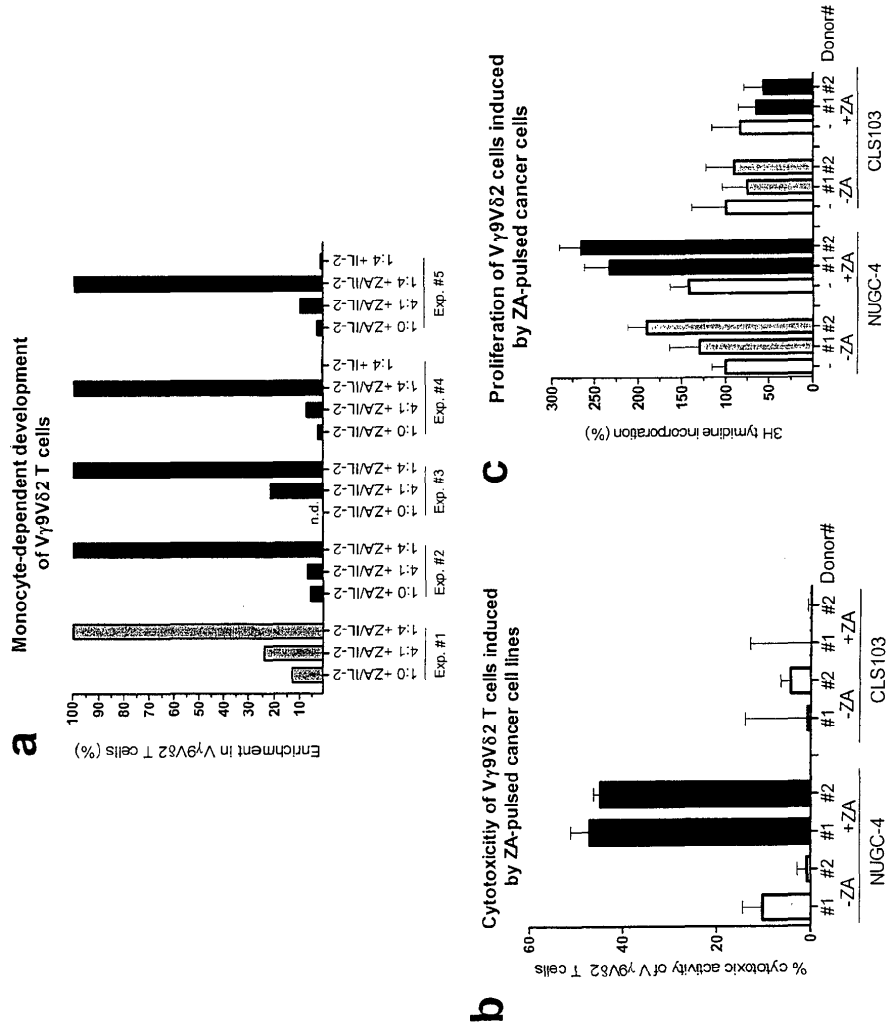 a
Monocyte-dependent development
of Vγ9Vδ2 T cells
Enrichment in Vγ9Vδ2 T cells (%)
100
90
80
70
60
50
40
30
20
10
1:0 +ZA/IL-2
4:1 +ZA/IL-2
1:4 +ZA/IL-2
Exp. #1
1:0 +ZA/IL-2
4:1 +ZA/IL-2
1:4 +ZA/IL-2
Exp. #2
n.d.
1:0 +ZA/IL-2
4:1 +ZA/IL-2
1:4 +ZA/IL-2
Exp. #3
1:0 +ZA/IL-2
4:1 +ZA/IL-2
1:4 +ZA/IL-2
1:4 +IL-2
Exp. #4
1:0 +ZA/IL-2
4:1 +ZA/IL-2
1:4 +ZA/IL-2
1:4 +IL-2
Exp. #5
b
Cytotoxicitiy of Vγ9Vδ2 T cells induced
by ZA-pulsed cancer cell lines
% cytotoxic activity of V γ9Vδ2 T cells
60
40
20
0
#1 #2 #1 #2 #1 #2 #1 #2 Donor#
-ZA +ZA -ZA +ZA
NUGC-4 CLS103
c
Proliferation of Vγ9Vδ2 cells induced
by ZA-pulsed cancer cells
3H tymidine incorporation (%)
300
250
200
150
100
50
0
- #1 #2 - #1 #2 - #1 #2 - #1 #2 Donor#
-ZA +ZA -ZA +ZA
NUGC-4 CLS103